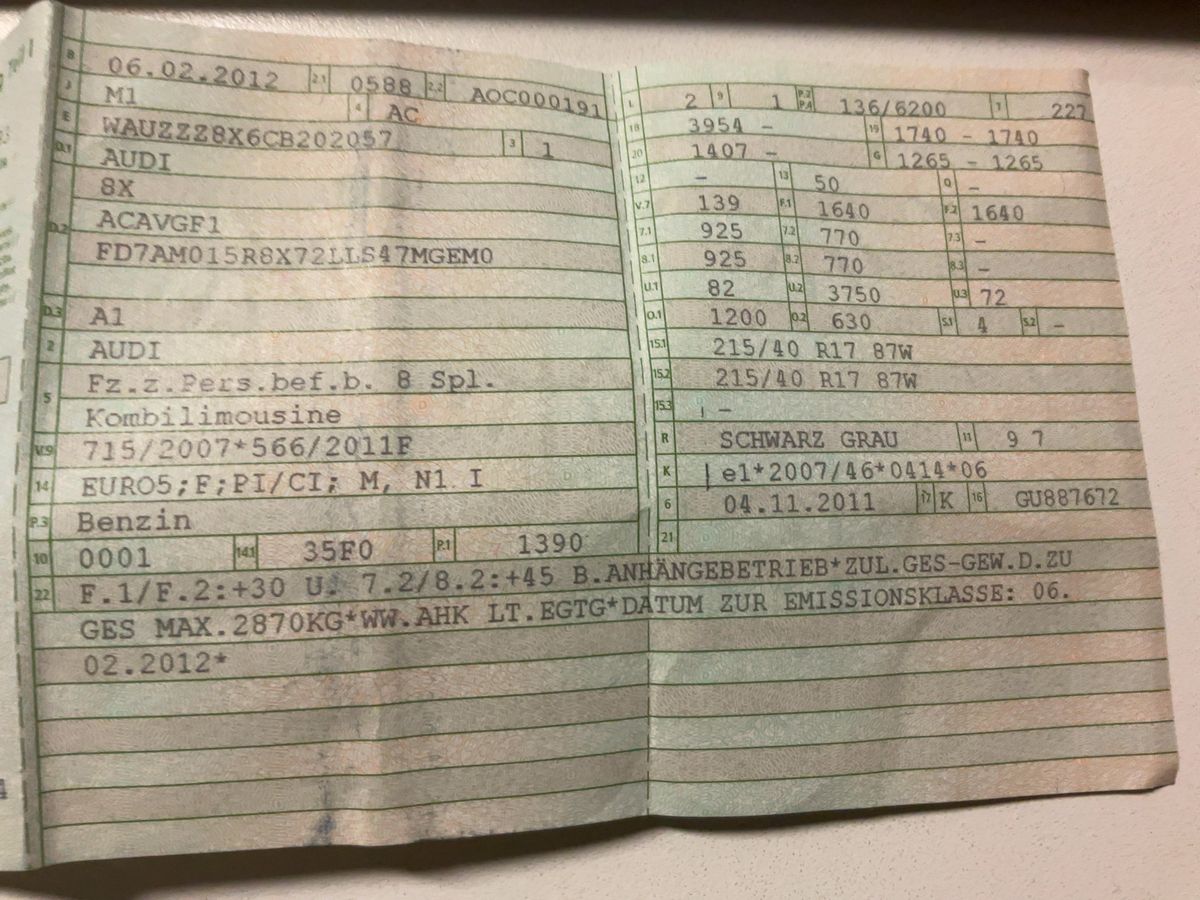 B 06.02.2012 2.1 0588 2.2 AOC000191
J M1 4 AC
E WAUZZZ8X6CB202057 3 1
D.1 AUDI
8X
D.2 ACAVGF1
FD7AM015R8X72LLS47MGEM0
D.3 A1
2 AUDI
5 Fz.z.Pers.bef.b. 8 Spl.
Kombilimousine
V.9 715/2007*566/2011F
14 EURO5;F;PI/CI; M, N1 I
P.3 Benzin
10 0001 14.1 35F0 P.1 1390
L 2 9 1 P.2 P.4 136/6200 T 227
18 3954 - 19 1740 - 1740
20 1407 - G 1265 - 1265
12 - 13 50 Q -
V.7 139 F.1 1640 F.2 1640
7.1 925 7.2 770 7.3 -
8.1 925 8.2 770 8.3 -
U.1 82 U.2 3750 U.3 72
O.1 1200 O.2 630 S.1 4 S.2 -
15.1 215/40 R17 87W
15.2 215/40 R17 87W
15.3 -
R SCHWARZ GRAU 11 9 7
K e1*2007/46*0414*06
6 04.11.2011 17 K 16 GU887672
21
22 F.1/F.2:+30 U. 7.2/8.2:+45 B.ANHÄNGEBETRIEB*ZUL.GES-GEW.D.ZU
GES MAX.2870KG*WW.AHK LT.EGTG*DATUM ZUR EMISSIONSKLASSE: 06.
02.2012*